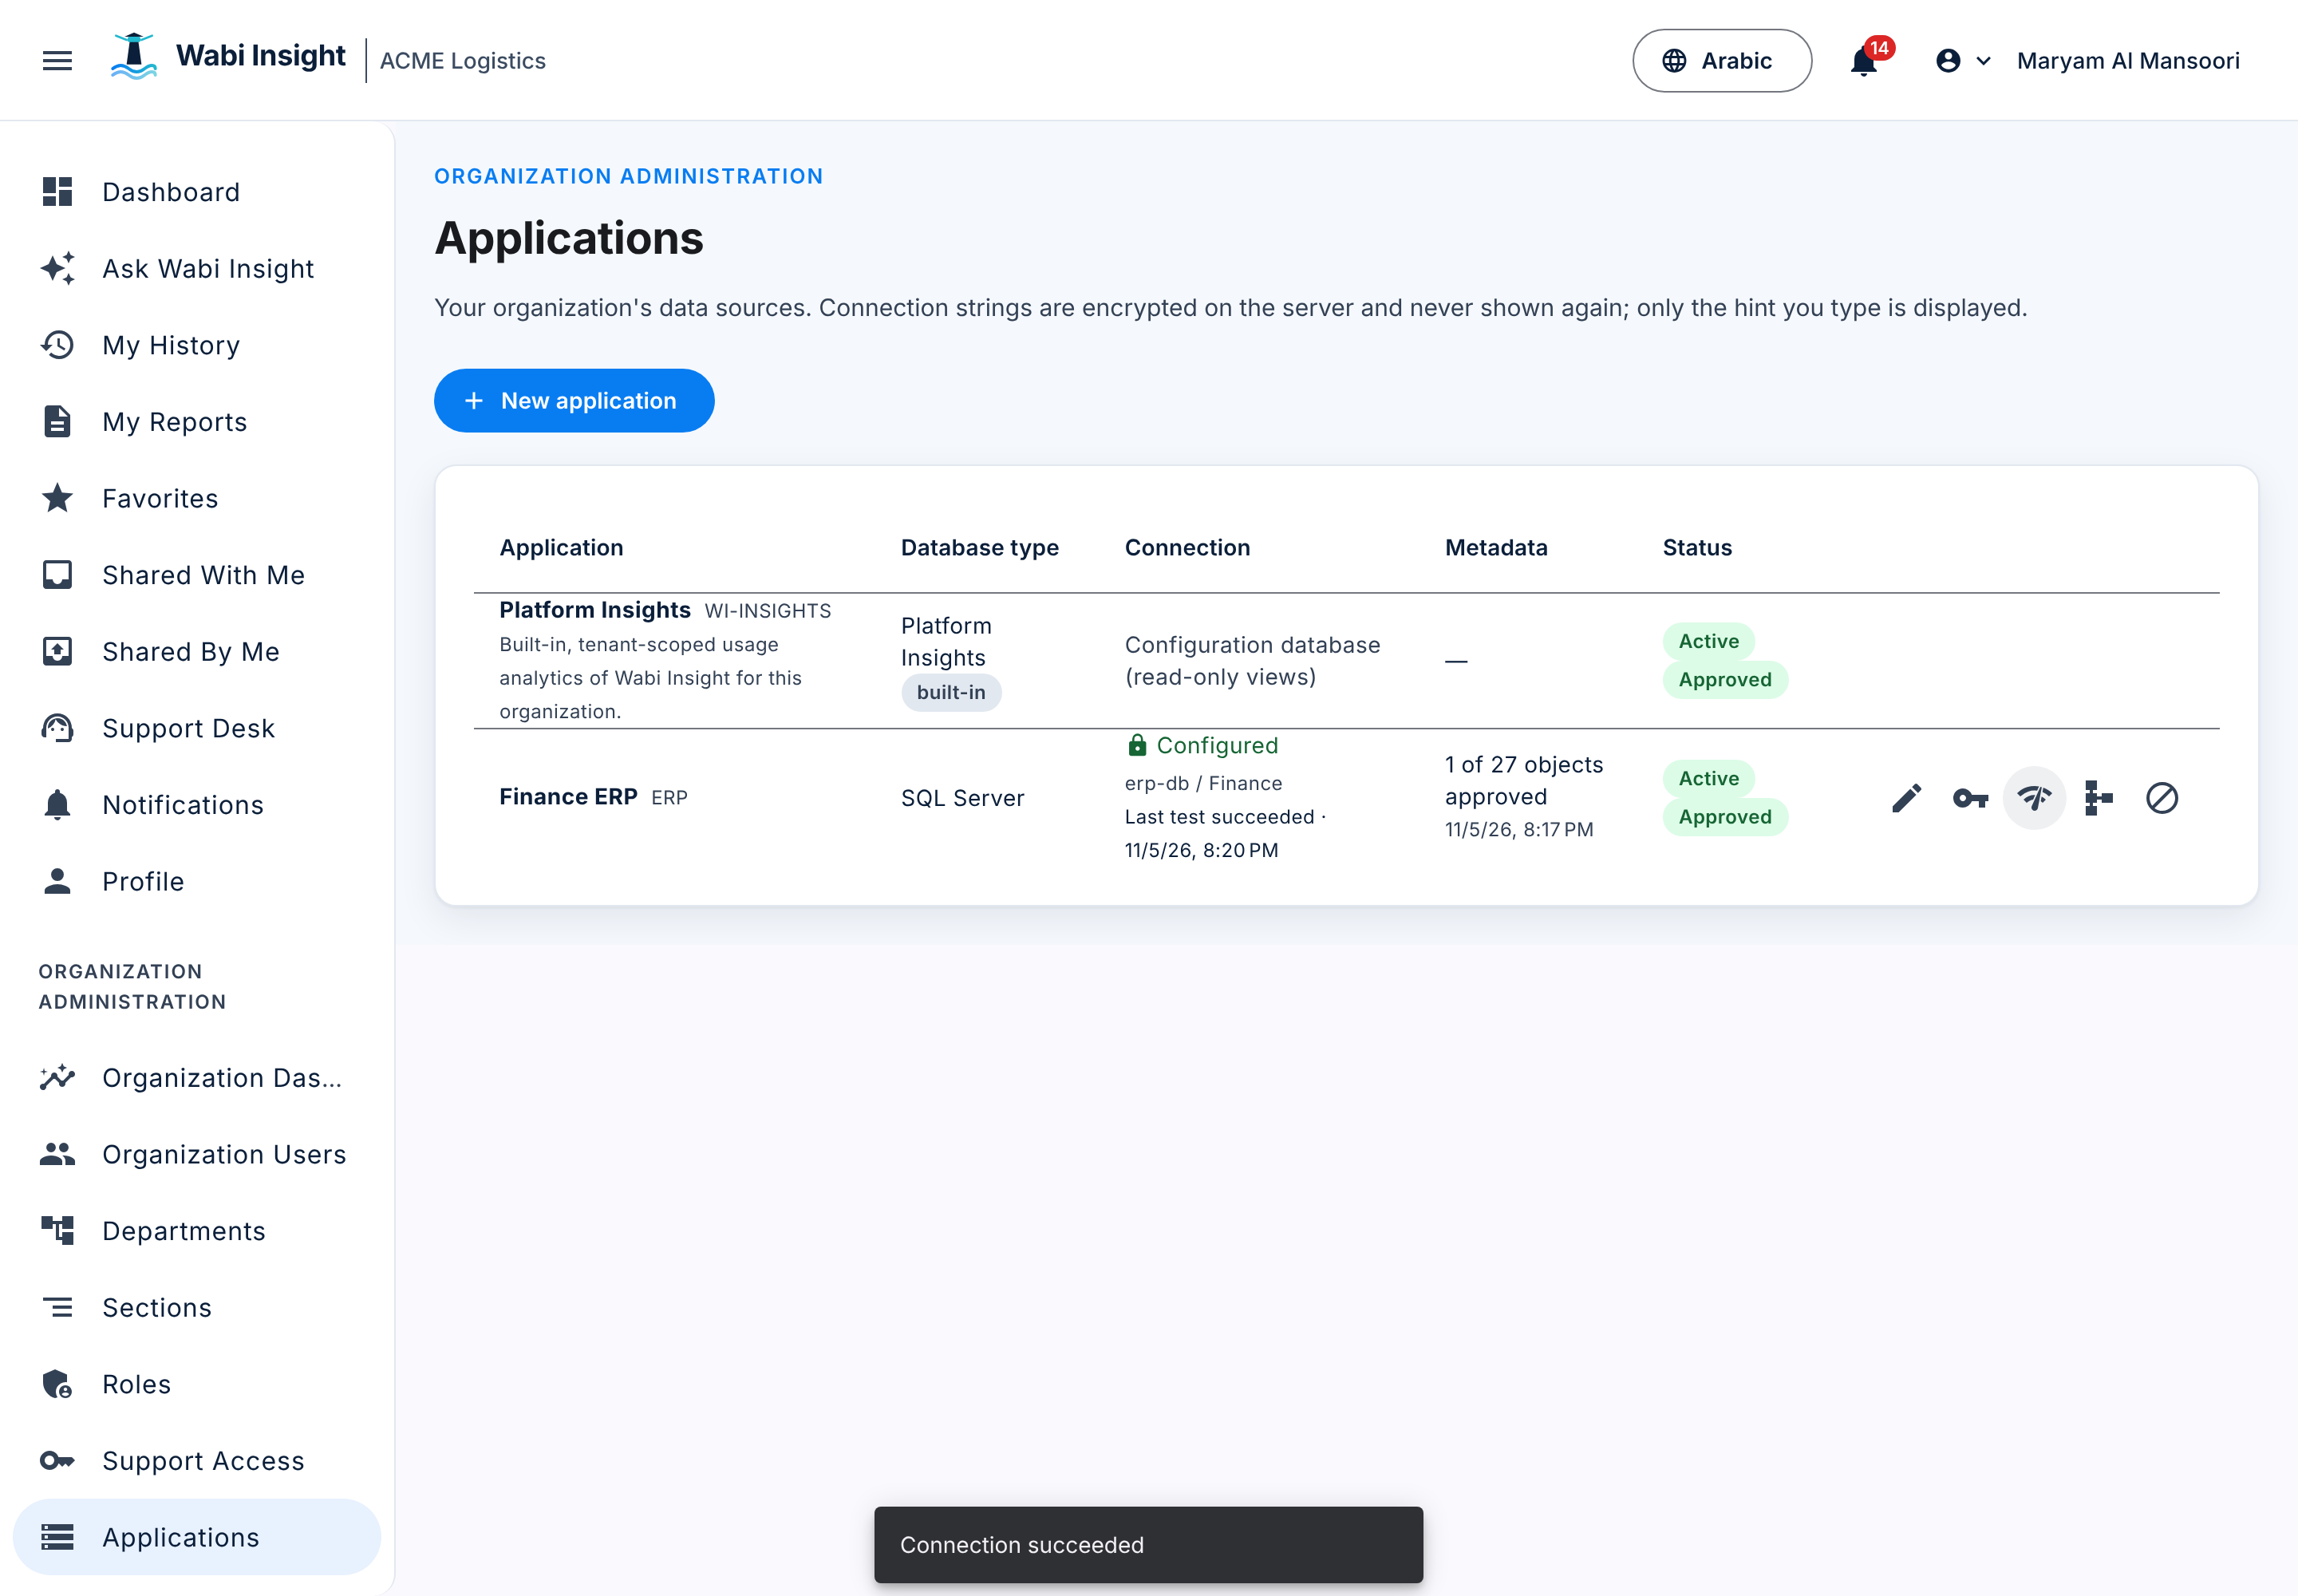 Wabi Insight
ACME Logistics
Arabic
14
Maryam Al Mansoori
Dashboard
Ask Wabi Insight
My History
My Reports
Favorites
Shared With Me
Shared By Me
Support Desk
Notifications
Profile
ORGANIZATION
ADMINISTRATION
Organization Das...
Organization Users
Departments
Sections
Roles
Support Access
Applications
ORGANIZATION ADMINISTRATION
Applications
Your organization's data sources. Connection strings are encrypted on the server and never shown again; only the hint you type is displayed.
+ New application
Application Database type Connection Metadata Status
Platform Insights WI-INSIGHTS
Built-in, tenant-scoped usage
analytics of Wabi Insight for this
organization.
Platform
Insights
built-in
Configuration database
(read-only views)
—
Active
Approved
Finance ERP ERP
SQL Server
Configured
erp-db / Finance
Last test succeeded ·
11/5/26, 8:20 PM
1 of 27 objects
approved
11/5/26, 8:17 PM
Active
Approved
Connection succeeded